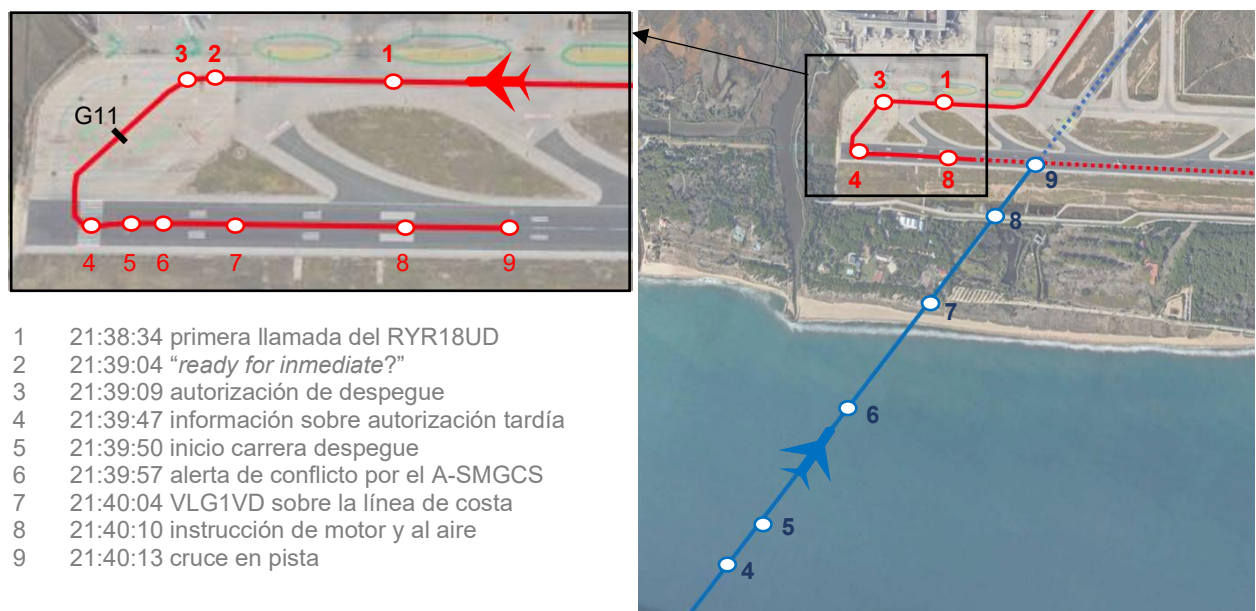 3 2 1
G11
4 5 6 7 8 9
1 21:38:34 primera llamada del RYR18UD
2 21:39:04 “ready for inmediate?”
3 21:39:09 autorización de despegue
4 21:39:47 información sobre autorización tardía
5 21:39:50 inicio carrera despegue
6 21:39:57 alerta de conflicto por el A-SMGCS
7 21:40:04 VLG1VD sobre la línea de costa
8 21:40:10 instrucción de motor y al aire
9 21:40:13 cruce en pista
3 1
4 8 9
8
7
6
5
4